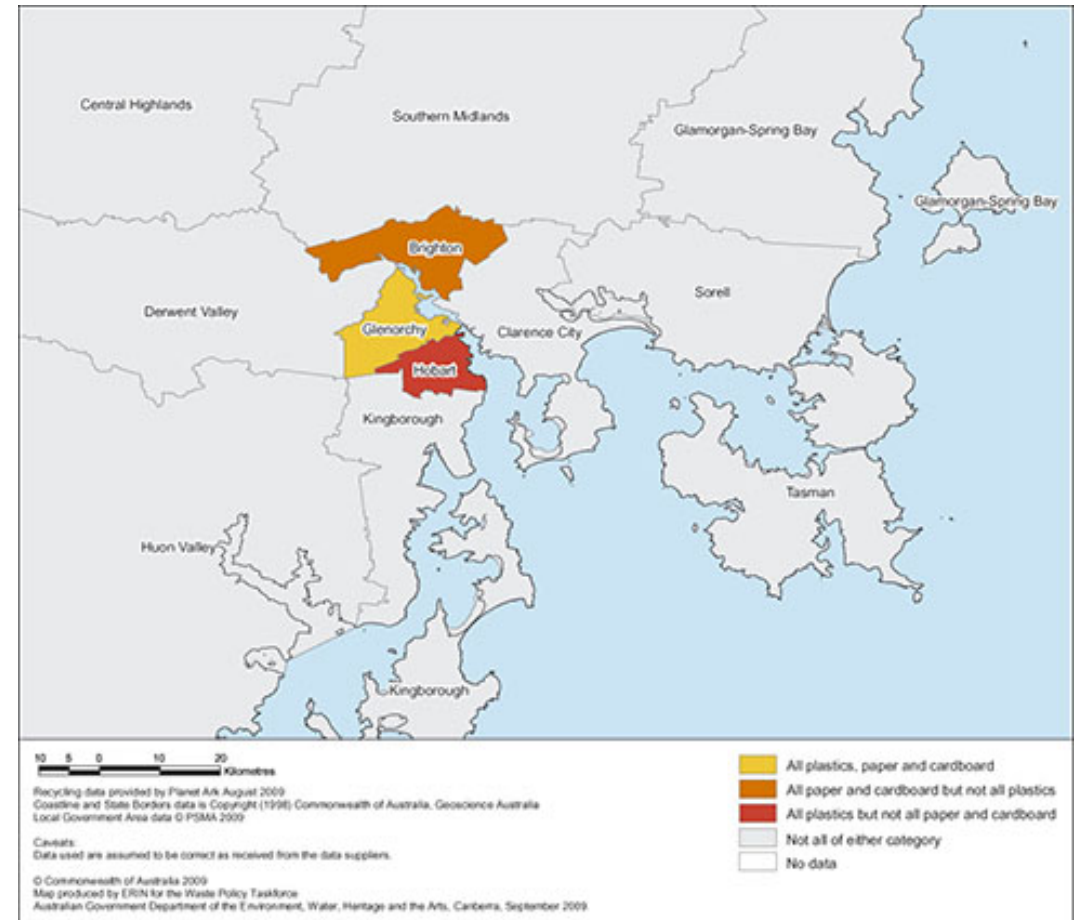 Central Highlands
Southern Midlands
Glamorgan-Spring Bay
Glamorgan-Spring Bay
Brighton
Derwent Valley
Sorell
Glenorchy
Clarence City
Hobart
Kingborough
Tasman
Huon Valley
Kingborough
10 5 0 10 20
Kilometres
Recycling data provided by Planet Ark August 2009
Coastline and State Borders data is Copyright (1998) Commonwealth of Australia, Geoscience Australia
Local Government Area data © PSMA 2009
Caveats:
Data used are assumed to be correct as received from the data suppliers.
© Commonwealth of Australia 2009
Map produced by ERIN for the Waste Policy Taskforce
Australian Government Department of the Environment, Water, Heritage and the Arts, Canberra, September 2009
All plastics, paper and cardboard
All paper and cardboard but not all plastics
All plastics but not all paper and cardboard
Not all of either category
No data